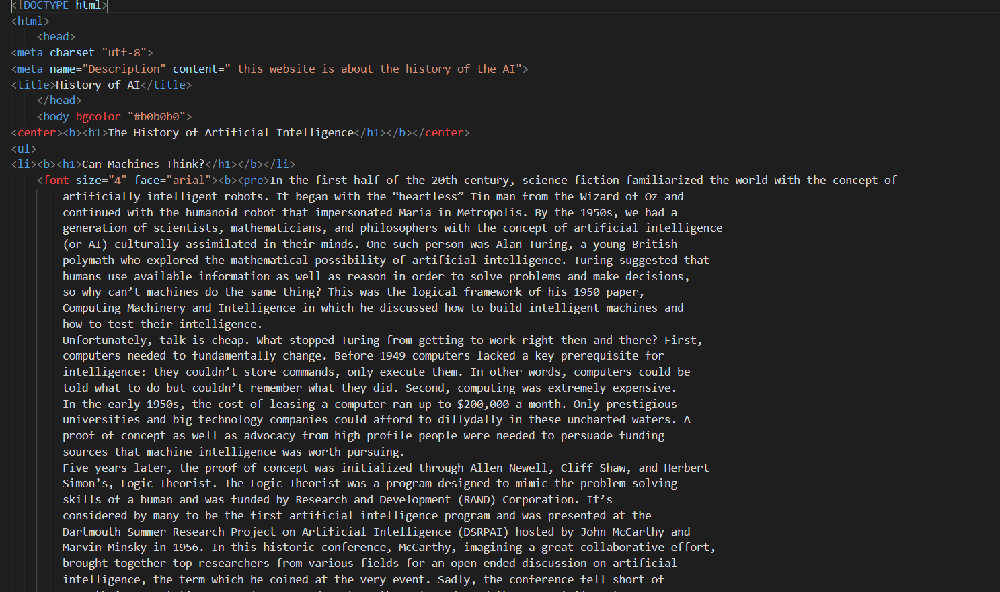 <!DOCTYPE html>
<html>
<head>
<meta charset="utf-8">
<meta name="Description" content=" this website is about the history of the AI">
<title>History of AI</title>
</head>
<body bgcolor="#b0b0b0">
<center><b><h1>The History of Artificial Intelligence</h1></b></center>
<ul>
<li><b><h1>Can Machines Think?</h1></b></li>
<font size="4" face="arial"><b><pre>In the first half of the 20th century, science fiction familiarized the world with the concept of
artificially intelligent robots. It began with the “heartless” Tin man from the Wizard of Oz and
continued with the humanoid robot that impersonated Maria in Metropolis. By the 1950s, we had a
generation of scientists, mathematicians, and philosophers with the concept of artificial intelligence
(or AI) culturally assimilated in their minds. One such person was Alan Turing, a young British
polymath who explored the mathematical possibility of artificial intelligence. Turing suggested that
humans use available information as well as reason in order to solve problems and make decisions,
so why can’t machines do the same thing? This was the logical framework of his 1950 paper,
Computing Machinery and Intelligence in which he discussed how to build intelligent machines and
how to test their intelligence.
Unfortunately, talk is cheap. What stopped Turing from getting to work right then and there? First,
computers needed to fundamentally change. Before 1949 computers lacked a key prerequisite for
intelligence: they couldn’t store commands, only execute them. In other words, computers could be
told what to do but couldn’t remember what they did. Second, computing was extremely expensive.
In the early 1950s, the cost of leasing a computer ran up to $200,000 a month. Only prestigious
universities and big technology companies could afford to dillydally in these uncharted waters. A
proof of concept as well as advocacy from high profile people were needed to persuade funding
sources that machine intelligence was worth pursuing.
Five years later, the proof of concept was initialized through Allen Newell, Cliff Shaw, and Herbert
Simon’s, Logic Theorist. The Logic Theorist was a program designed to mimic the problem solving
skills of a human and was funded by Research and Development (RAND) Corporation. It’s
considered by many to be the first artificial intelligence program and was presented at the
Dartmouth Summer Research Project on Artificial Intelligence (DSRPAI) hosted by John McCarthy and
Marvin Minsky in 1956. In this historic conference, McCarthy, imagining a great collaborative effort,
brought together top researchers from various fields for an open ended discussion on artificial
intelligence, the term which he coined at the very event. Sadly, the conference fell short of